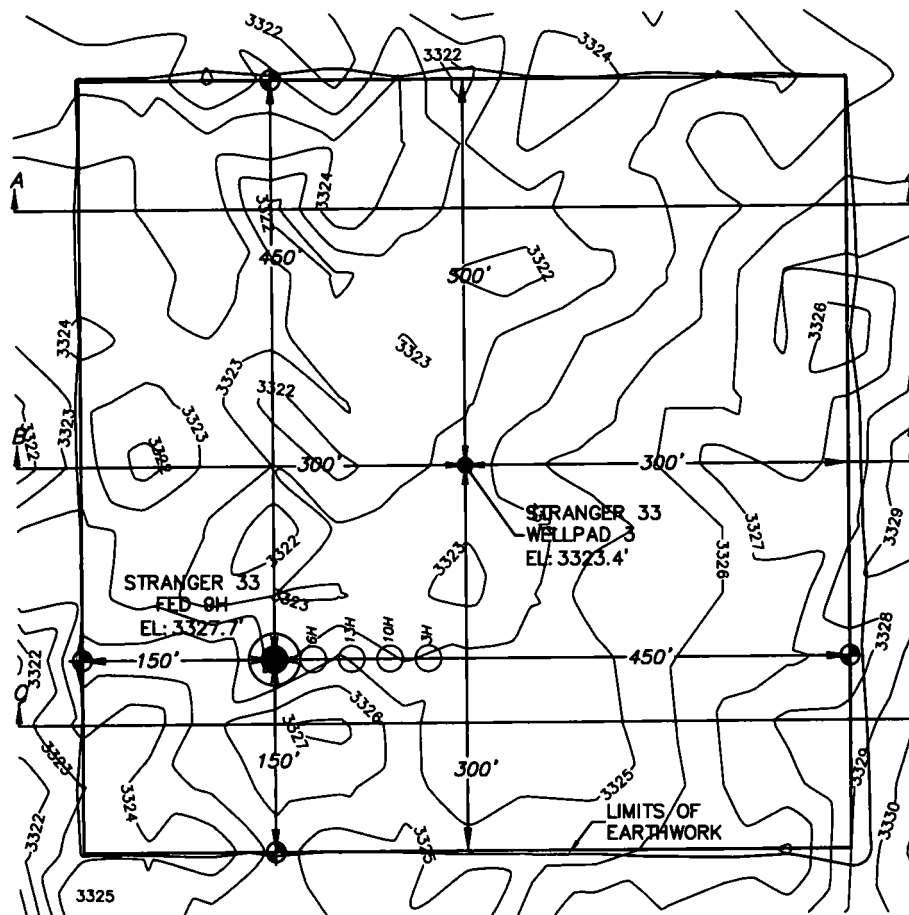 3322
3322
3324
A
3324
3322
450'
500'
3322
3324
3326
3323
3323
3322
3323
3323
B
3322
3322
300'
300'
STRANGER 33
WELLPAD 3
EL: 3323.4'
3327
3329
3322
3323
3326
STRANGER 33
FED 9H
EL: 3327.7'
3323
9H
13H
10H
3H
3328
3322
150'
450'
C
3326
3327
150'
300'
3323
3324
3325
3329
3322
LIMITS OF
EARTHWORK
3330
3325
3325